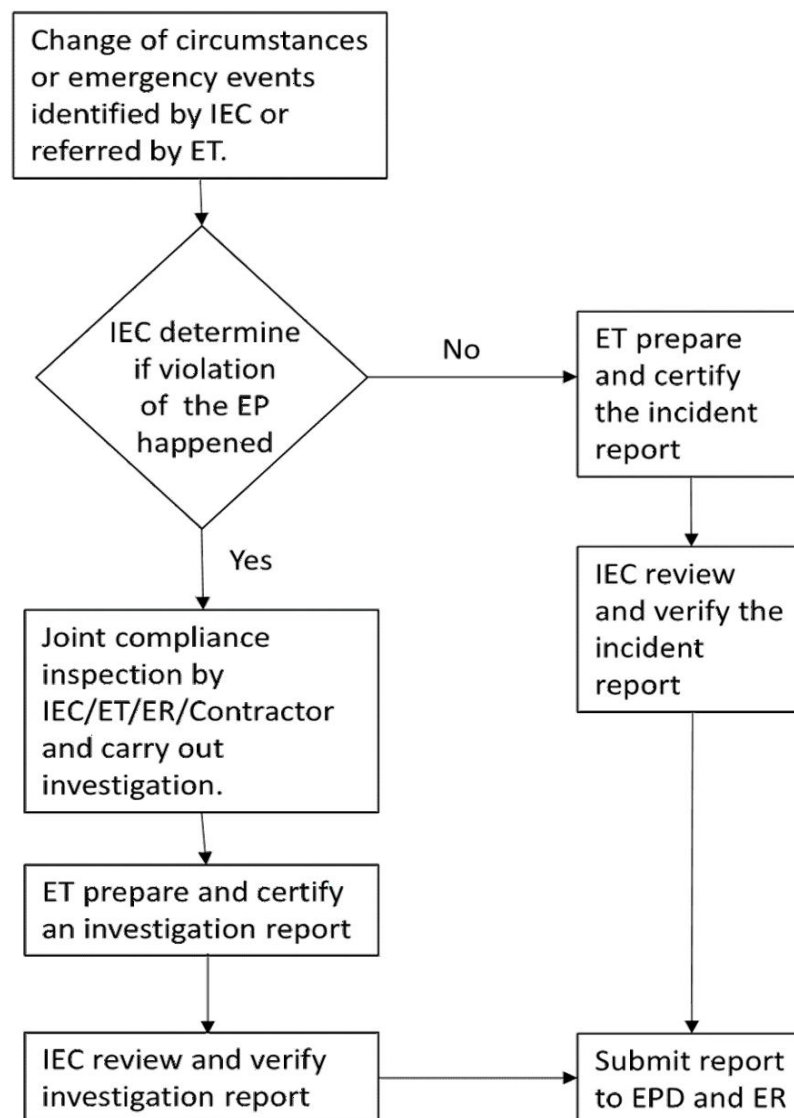 Change of circumstances
or emergency events
identified by IEC or
referred by ET.
IEC determine
if violation
of the EP
happened
No
ET prepare
and certify
the incident
report
Yes
IEC review
and verify the
incident
report
Joint compliance
inspection by
IEC/ET/ER/Contractor
and carry out
investigation.
ET prepare and certify
an investigation report
IEC review and verify
investigation report
Submit report
to EPD and ER